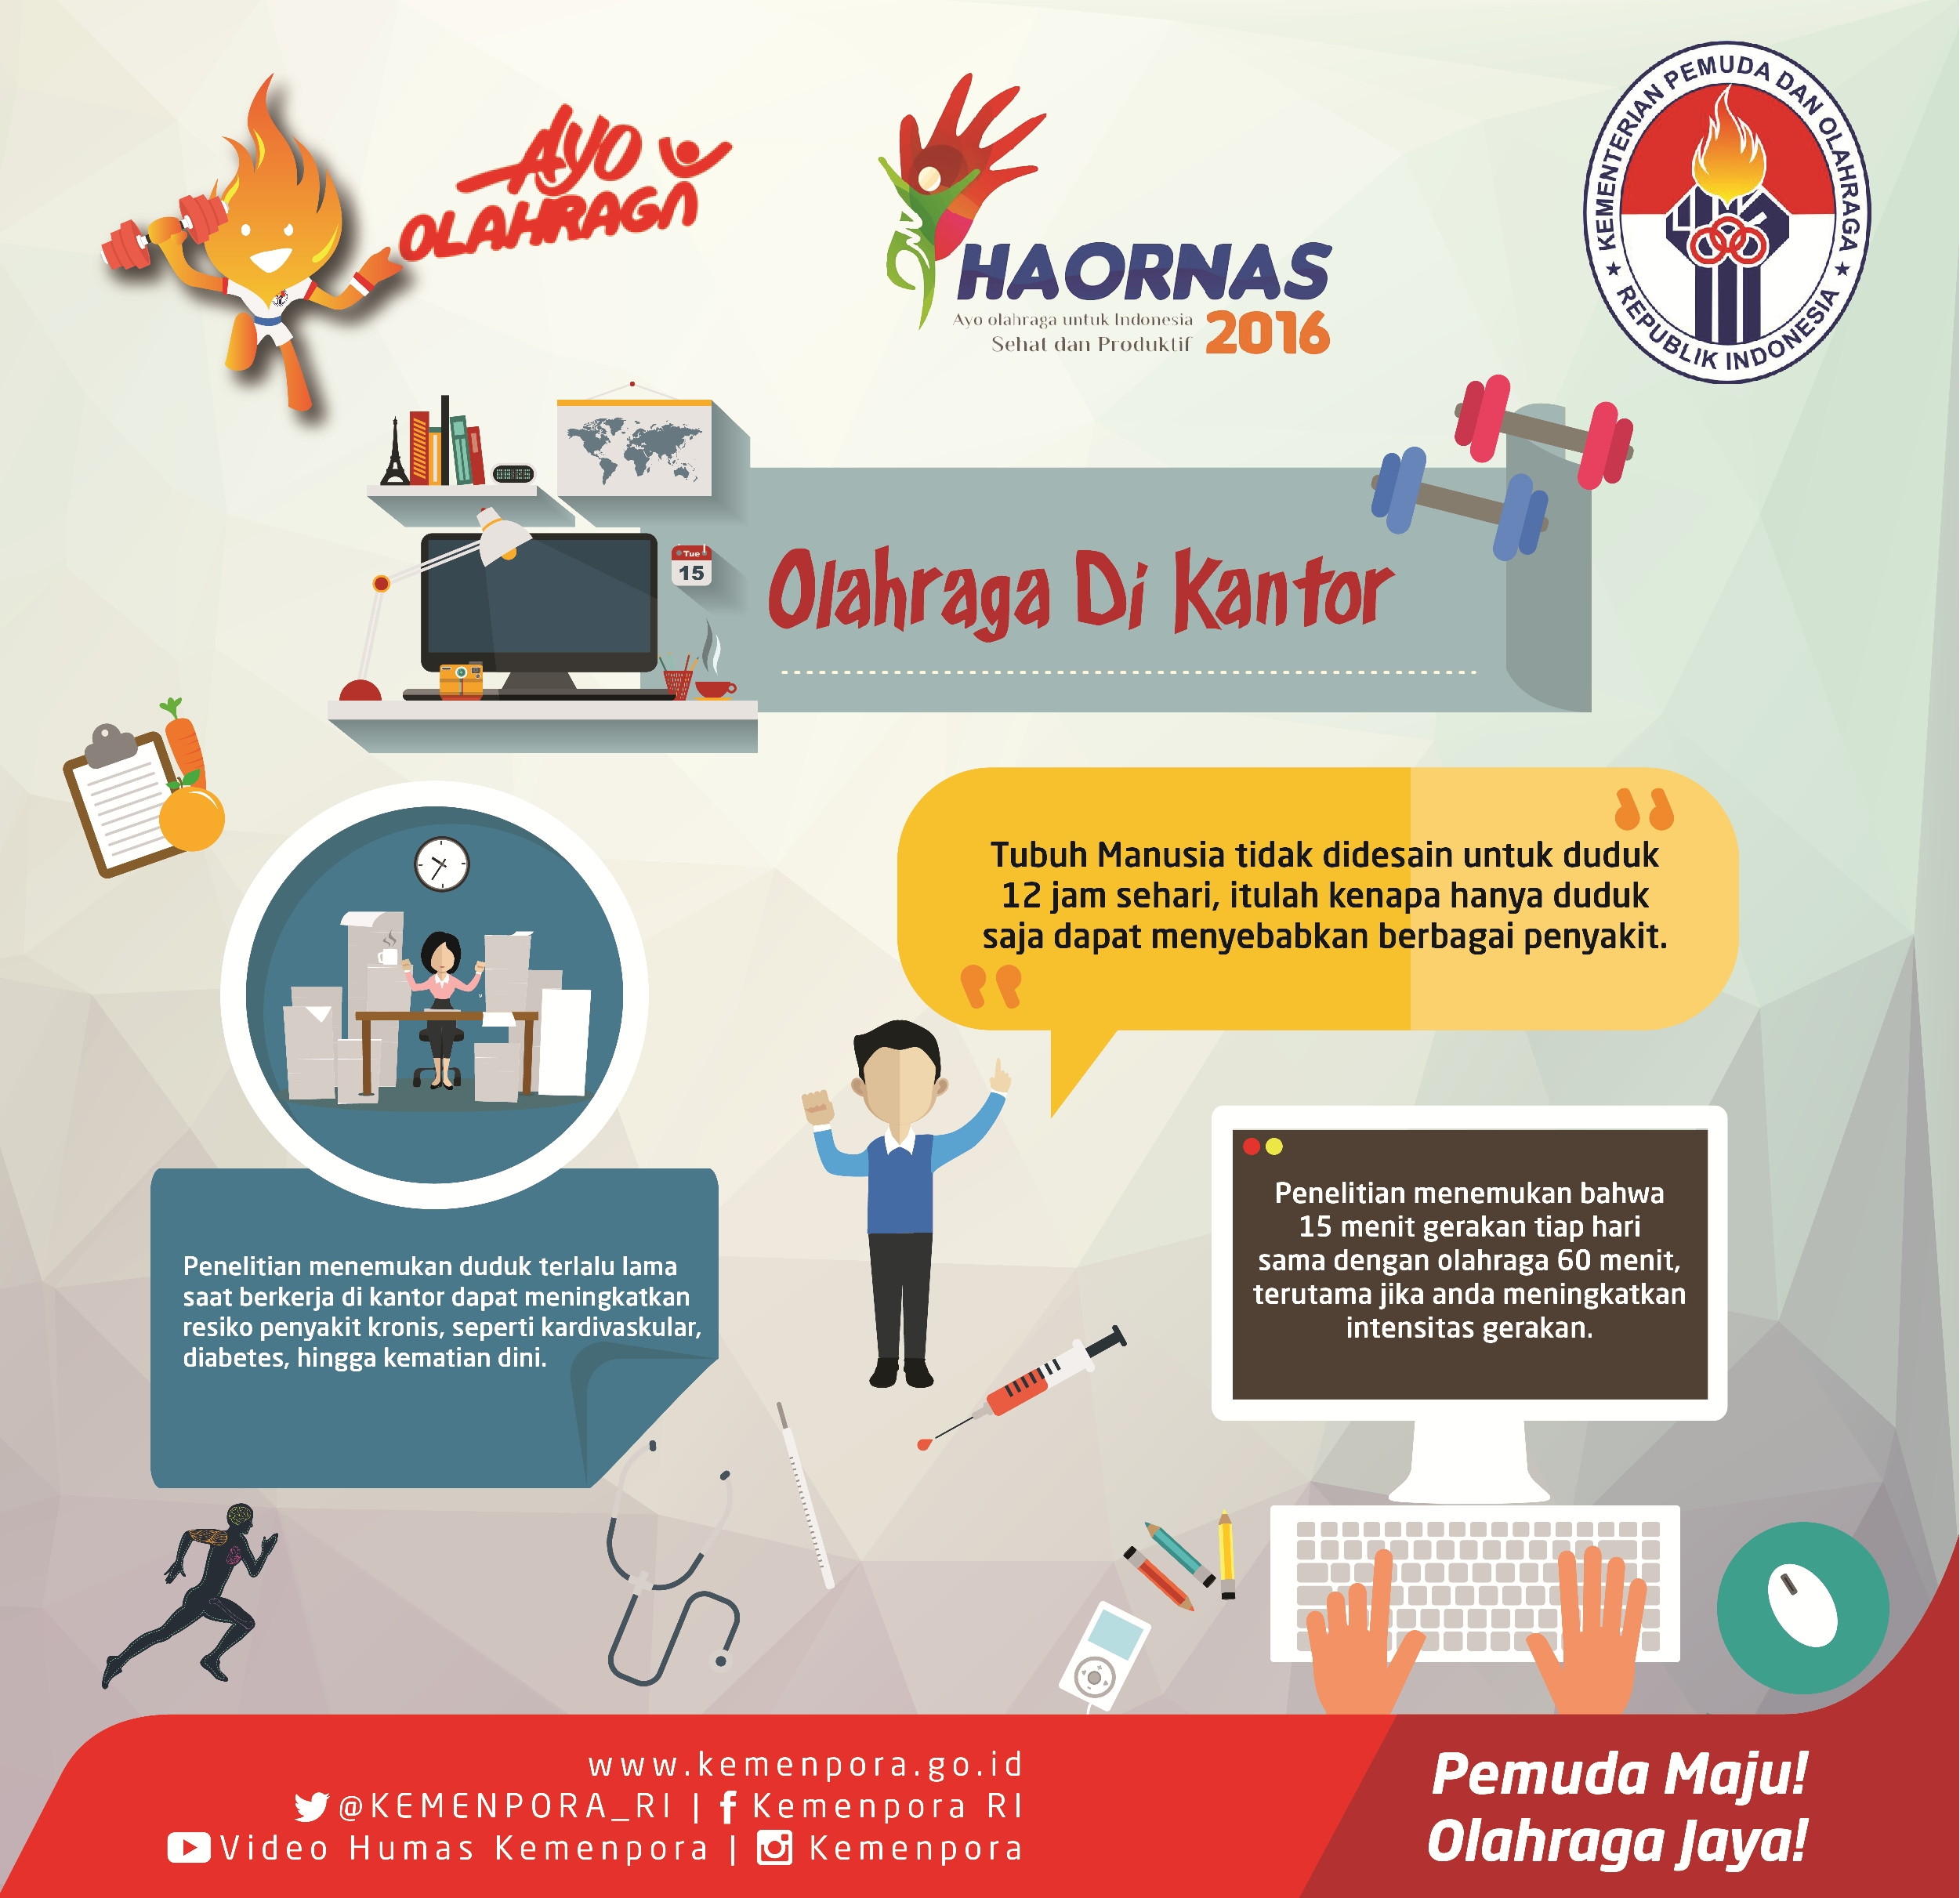 AYO
OLAHRAGA
HAORNAS
Ayo olahraga untuk Indonesia
Sehat dan Produktif 2016
KEMENTERIAN PEMUDA DAN OLAHRAGA
REPUBLIK INDONESIA
Tue
15
Olahraga Di Kantor
Tubuh Manusia tidak didesain untuk duduk
12 jam sehari, itulah kenapa hanya duduk
saja dapat menyebabkan berbagai penyakit.
Penelitian menemukan duduk terlalu lama
saat berkerja di kantor dapat meningkatkan
resiko penyakit kronis, seperti kardivaskular,
diabetes, hingga kematian dini.
Penelitian menemukan bahwa
15 menit gerakan tiap hari
sama dengan olahraga 60 menit,
terutama jika anda meningkatkan
intensitas gerakan.
www.kemenpora.go.id
@KEMENPORA_RI | Kemenpora RI
Video Humas Kemenpora | Kemenpora
Pemuda Maju!
Olahraga Jaya!